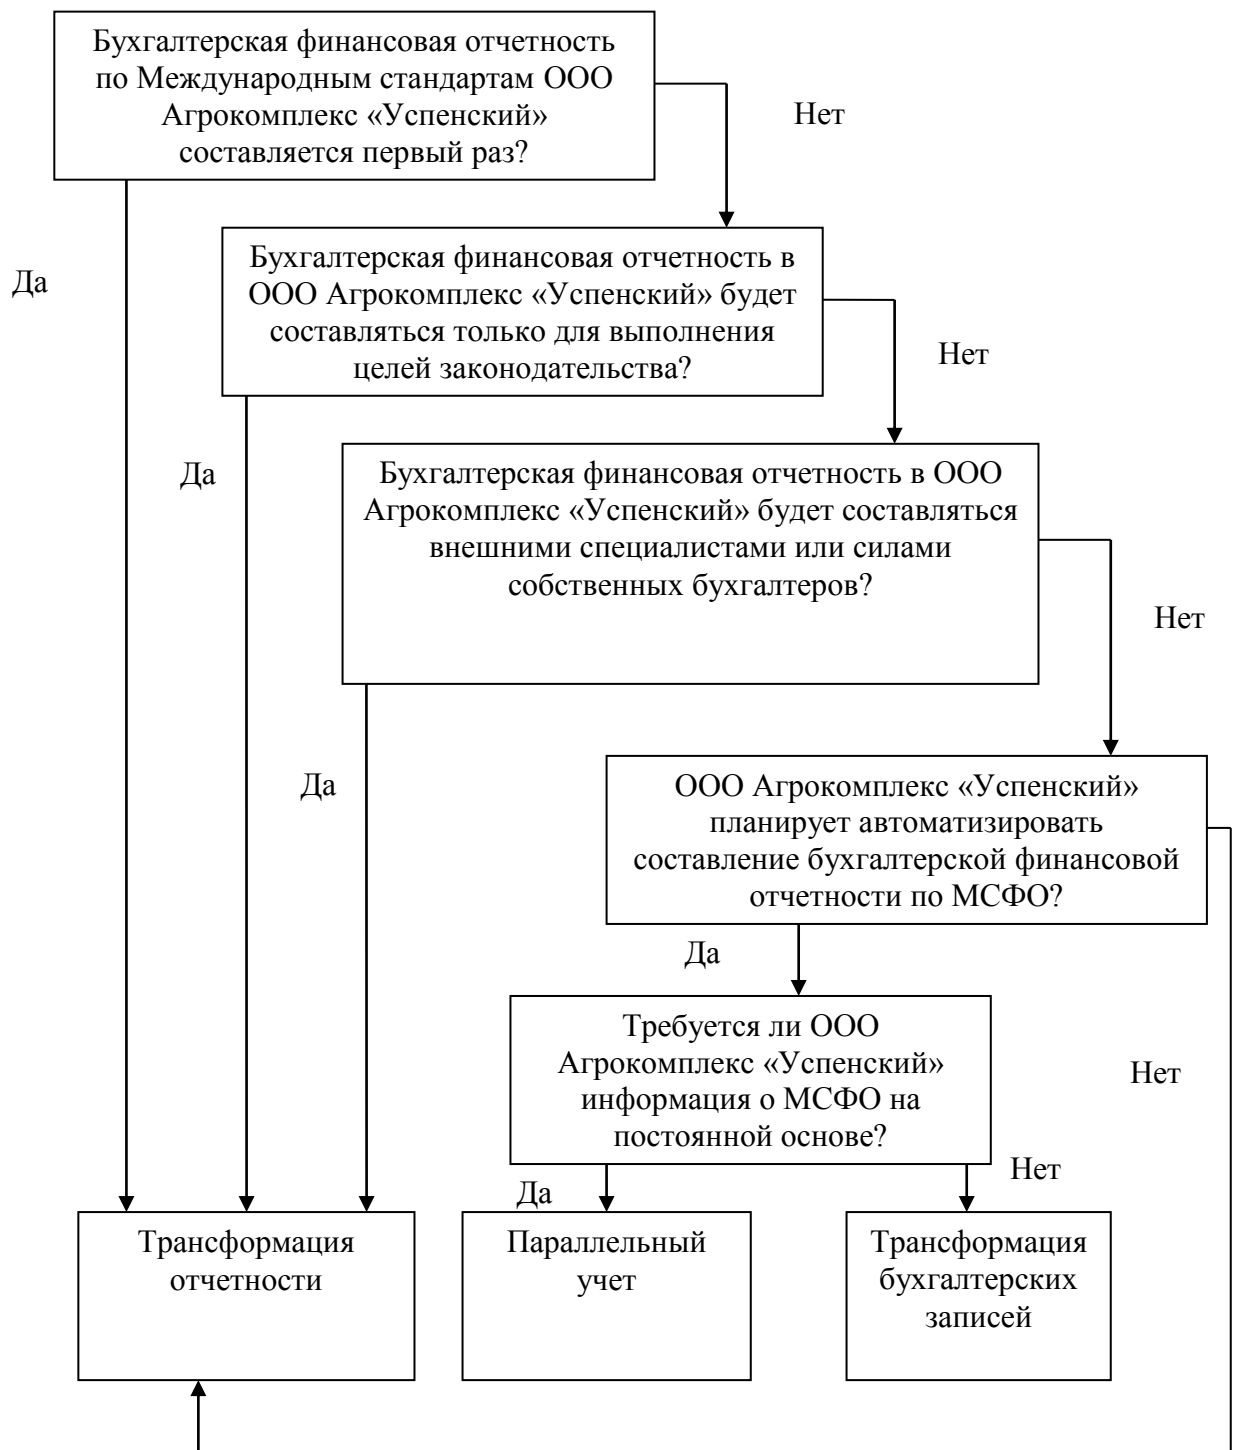 Бухгалтерская финансовая отчетность
по Международным стандартам ООО
Агрокомплекс «Успенский»
составляется первый раз?
Нет
Да
Бухгалтерская финансовая отчетность в
ООО Агрокомплекс «Успенский» будет
составляться только для выполнения
целей законодательства?
Нет
Да
Бухгалтерская финансовая отчетность в ООО
Агрокомплекс «Успенский» будет составляться
внешними специалистами или силами
собственных бухгалтеров?
Нет
Да
ООО Агрокомплекс «Успенский»
планирует автоматизировать
составление бухгалтерской финансовой
отчетности по МСФО?
Да
Нет
Требуется ли ООО
Агрокомплекс «Успенский»
информация о МСФО на
постоянной основе?
Да
Нет
Трансформация
отчетности
Параллельный
учет
Трансформация
бухгалтерских
записей